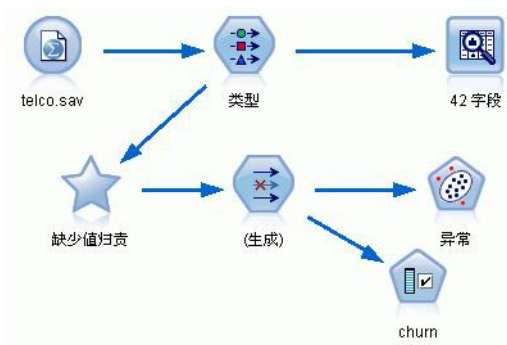 telco.sav
类型
42 字段
缺少值归责
(生成)
异常
churn